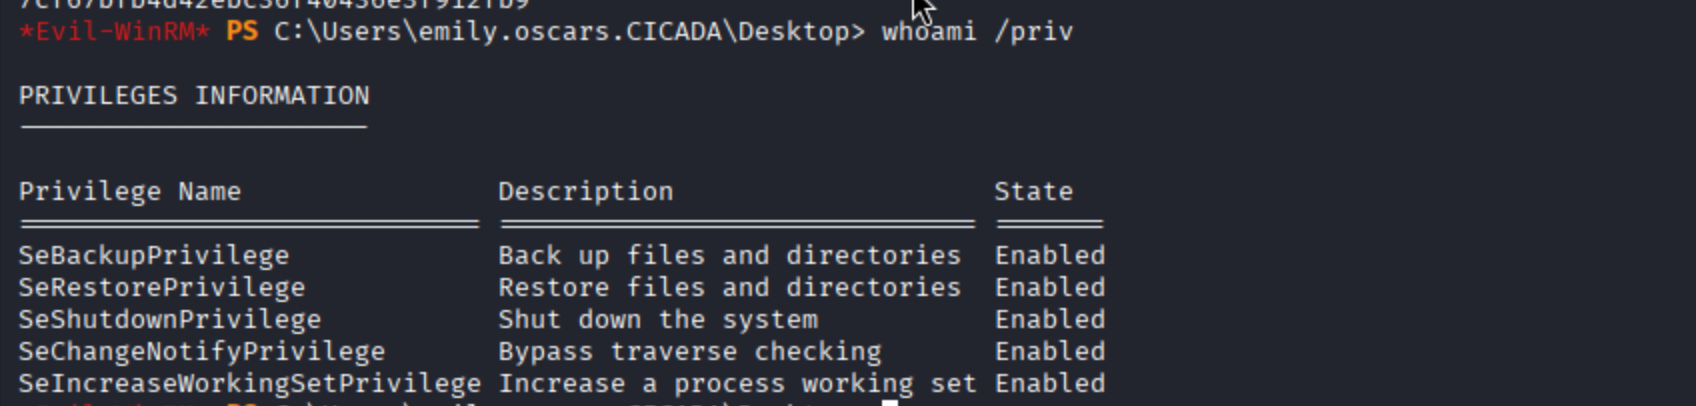 *Evil-WinRM* PS C:\Users\emily.oscars.CICADA\Desktop> whoami /priv
PRIVILEGES INFORMATION
Privilege Name Description State
SeBackupPrivilege Back up files and directories Enabled
SeRestorePrivilege Restore files and directories Enabled
SeShutdownPrivilege Shut down the system Enabled
SeChangeNotifyPrivilege Bypass traverse checking Enabled
SeIncreaseWorkingSetPrivilege Increase a process working set Enabled